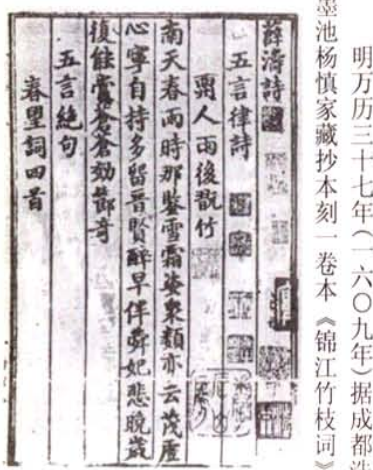 明万历三十七年(一六〇九年)据成都洗
墨池杨慎家藏抄本刻一卷本《锦江竹枝词》
薛濤詩
五言律詩
酬人雨後翫竹
南天春雨時那鑒雪霜姿衆類亦云茂虛
心寧自持多留晉賢醉早伴舜妃悲晚歲
復能賞蒼蒼勁節奇
五言絕句
春望詞四首